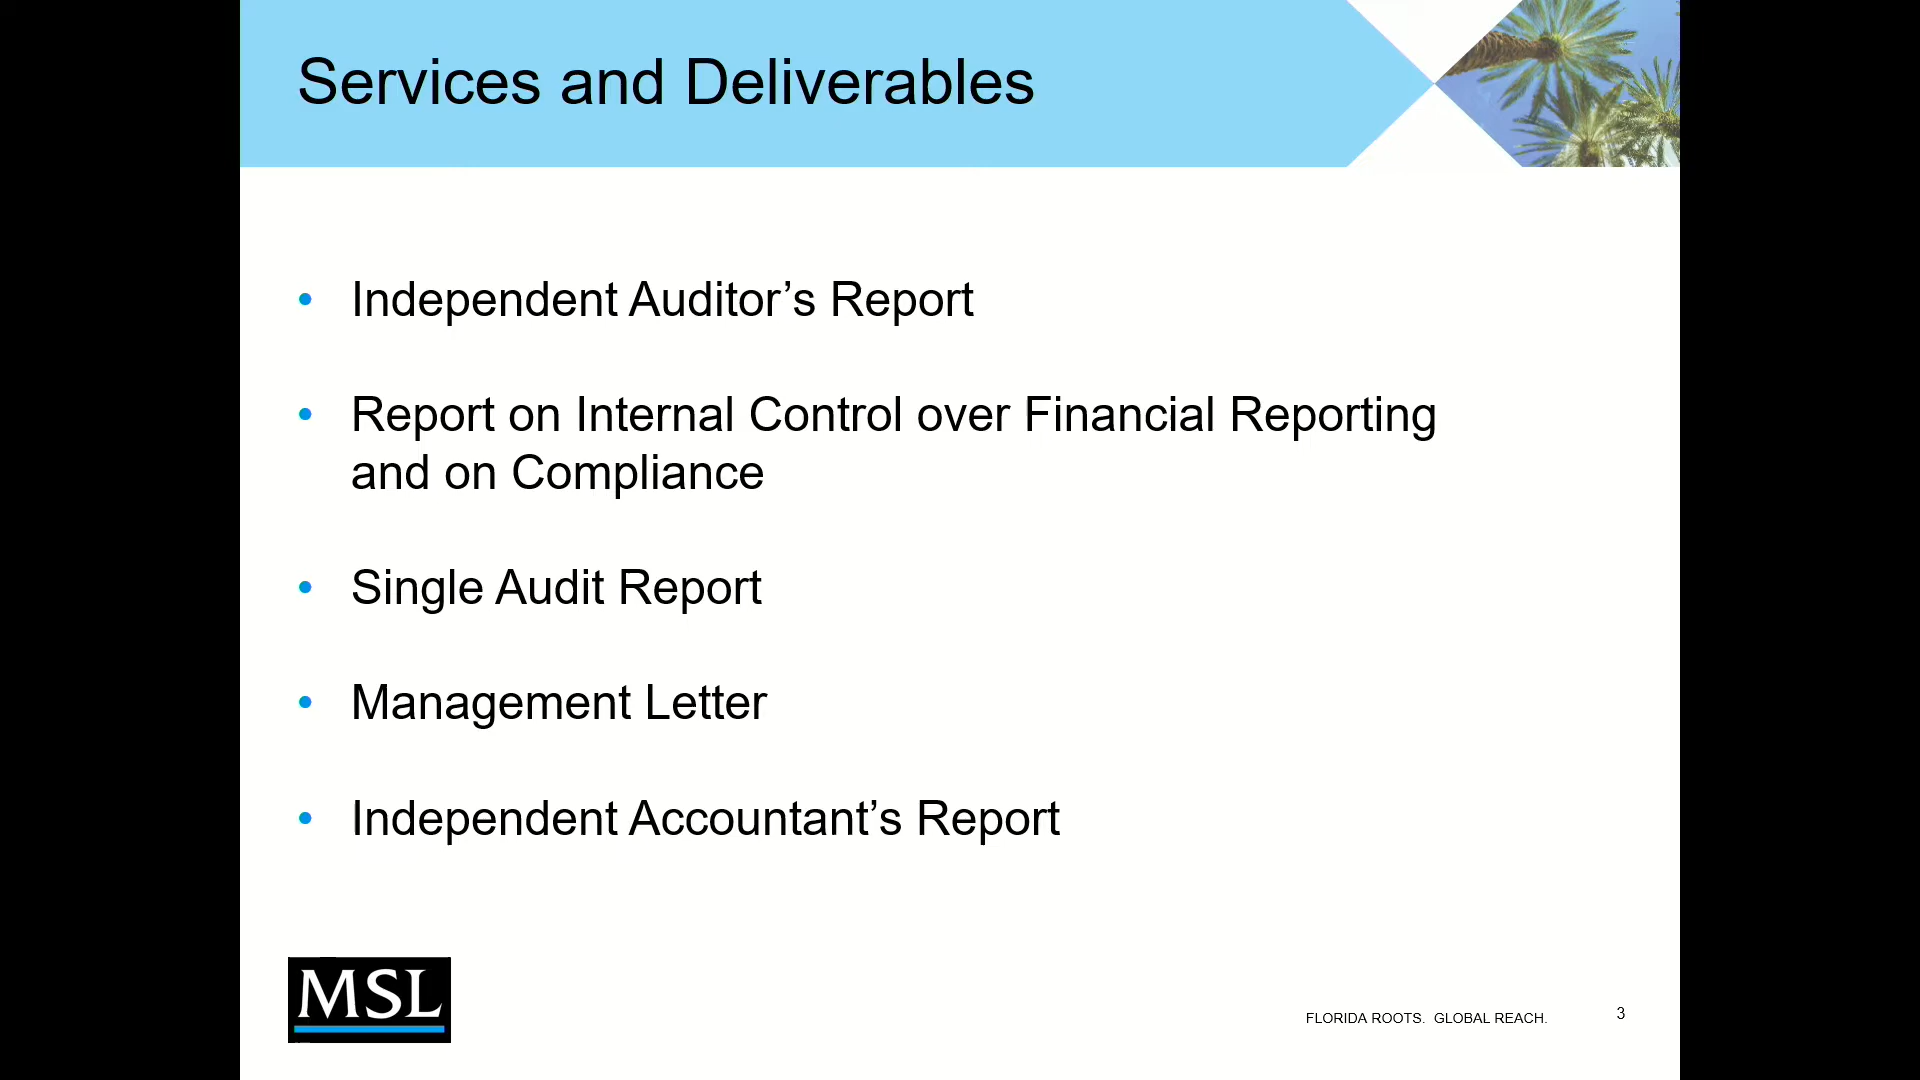 Services and Deliverables
• Independent Auditor’s Report
• Report on Internal Control over Financial Reporting
and on Compliance
• Single Audit Report
• Management Letter
• Independent Accountant’s Report
MSL
FLORIDA ROOTS.  GLOBAL REACH.
3